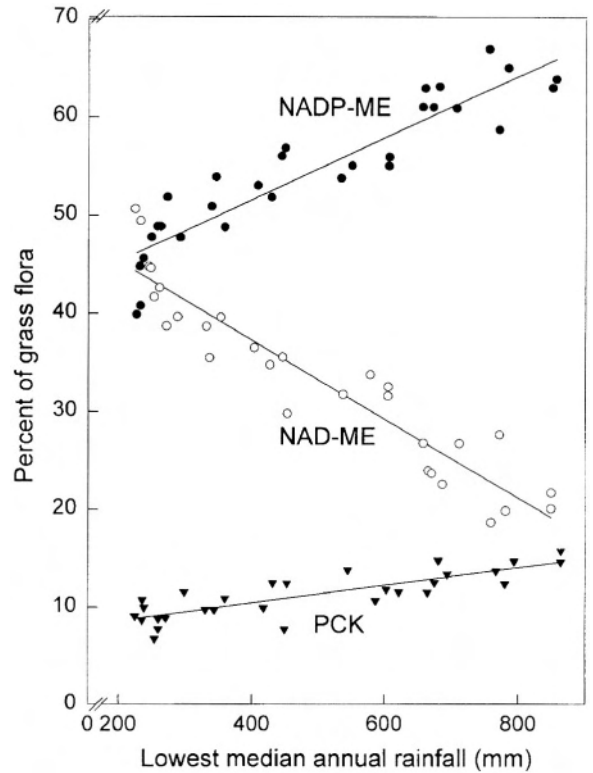 70
60
50
40
30
20
10
0
Percent of grass flora
NADP-ME
NAD-ME
PCK
0 200 400 600 800
Lowest median annual rainfall (mm)